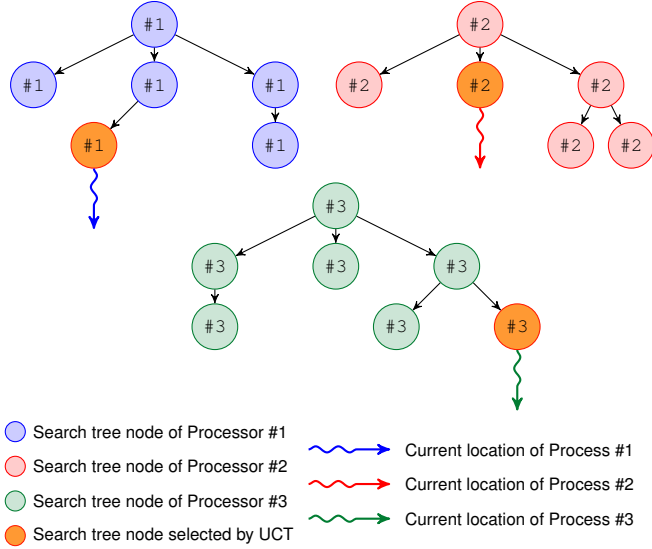 #1
#1
#1
#1
#1
#1
#2
#2
#2
#2
#2
#2
#3
#3
#3
#3
#3
#3
#3
Search tree node of Processor #1
Search tree node of Processor #2
Search tree node of Processor #3
Search tree node selected by UCT
Current location of Process #1
Current location of Process #2
Current location of Process #3